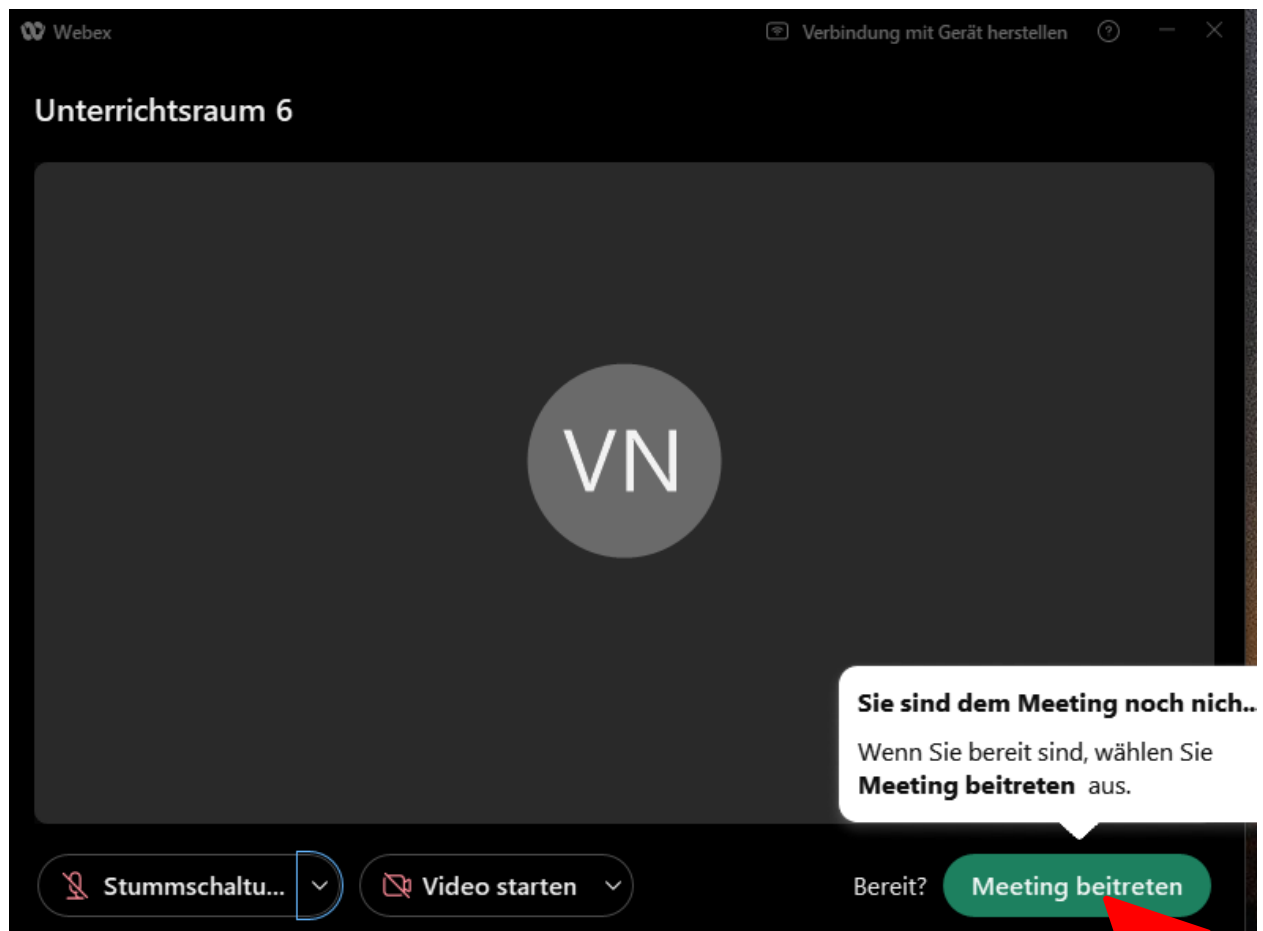 Webex
Verbindung mit Gerät herstellen
Unterrichtsraum 6
VN
Sie sind dem Meeting noch nich...
Wenn Sie bereit sind, wählen Sie
Meeting beitreten aus.
Stummschaltu...
Video starten
Bereit?
Meeting beitreten